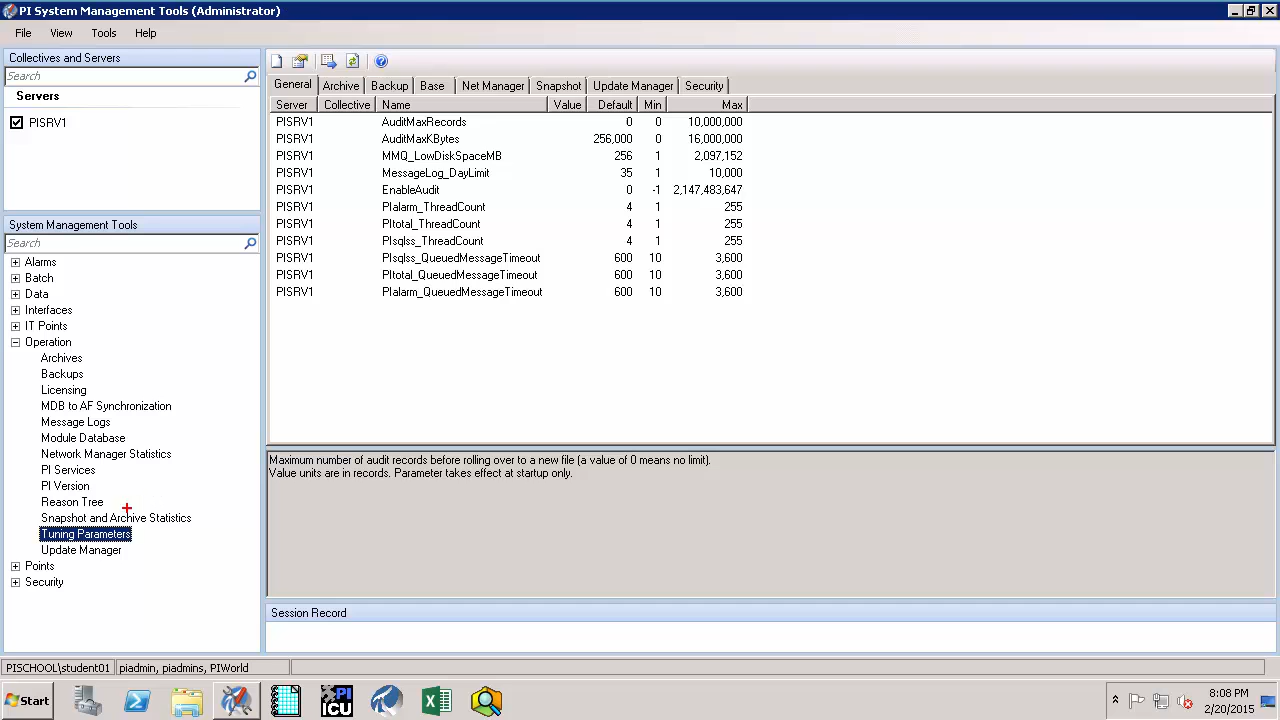 PI System Management Tools (Administrator)
File View Tools Help
Collectives and Servers
Search
Servers
PISRV1
System Management Tools
Search
Alarms
Batch
Data
Interfaces
IT Points
Operation
Archives
Backups
Licensing
MDB to AF Synchronization
Message Logs
Module Database
Network Manager Statistics
PI Services
PI Version
Reason Tree
Snapshot and Archive Statistics
Tuning Parameters
Update Manager
Points
Security
General Archive Backup Base Net Manager Snapshot Update Manager Security
Server Collective Name Value Default Min Max
PISRV1 AuditMaxRecords 0 0 10,000,000
PISRV1 AuditMaxKBytes 256,000 0 16,000,000
PISRV1 MMQ_LowDiskSpaceMB 256 1 2,097,152
PISRV1 MessageLog_DayLimit 35 1 10,000
PISRV1 EnableAudit 0 -1 2,147,483,647
PISRV1 PIalarm_ThreadCount 4 1 255
PISRV1 PItotal_ThreadCount 4 1 255
PISRV1 PIsqlss_ThreadCount 4 1 255
PISRV1 PIsqlss_QueuedMessageTimeout 600 10 3,600
PISRV1 PItotal_QueuedMessageTimeout 600 10 3,600
PISRV1 PIalarm_QueuedMessageTimeout 600 10 3,600
Maximum number of audit records before rolling over to a new file (a value of 0 means no limit).
Value units are in records. Parameter takes effect at startup only.
Session Record
PISCHOOL\student01 piadmin, piadmins, PIWorld
Start
PI
ICU
8:08 PM
2/20/2015